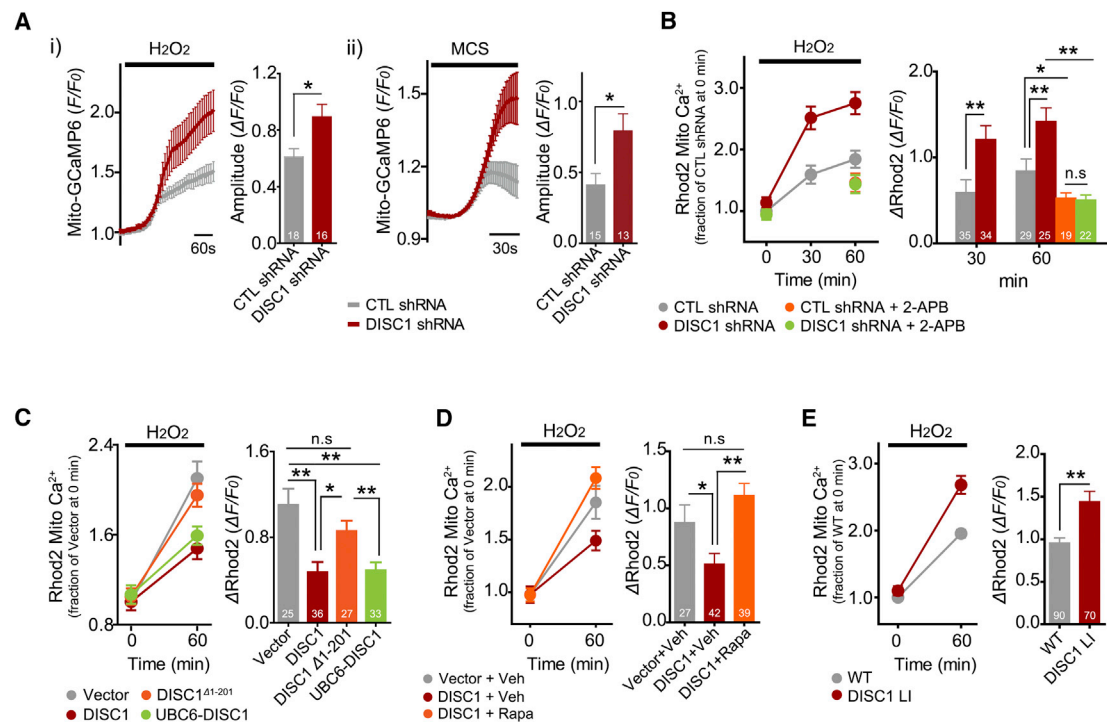 A
i)
H2O2
Mito-GCaMP6 (F/F0)
2.0
1.5
1.0
60s
Amplitude (ΔF/F0)
1.2
0.9
0.6
0.3
0.0
*
18
16
CTL shRNA
DISC1 shRNA
ii)
MCS
Mito-GCaMP6 (F/F0)
1.5
1.2
0.9
30s
CTL shRNA
DISC1 shRNA
Amplitude (ΔF/F0)
1.0
0.5
0.0
*
15
13
CTL shRNA
DISC1 shRNA
B
H2O2
Rhod2 Mito Ca2+
(fraction of CTL shRNA at 0 min)
3.0
2.0
1.0
0
30
60
Time (min)
ΔRhod2 (ΔF/F0)
2.0
1.0
0.0
**
**
*
**
n.s
35
34
29
25
19
22
30
60
min
CTL shRNA
CTL shRNA + 2-APB
DISC1 shRNA
DISC1 shRNA + 2-APB
C
H2O2
Rhod2 Mito Ca2+
(fraction of Vector at 0 min)
2.4
1.6
0.8
0
60
Time (min)
ΔRhod2 (ΔF/F0)
1.6
1.2
0.8
0.4
0.0
n.s
**
**
*
**
25
36
27
33
Vector
DISC1
DISC1 Δ1-201
UBC6-DISC1
Vector
DISC1Δ1-201
DISC1
UBC6-DISC1
D
H2O2
Rhod2 Mito Ca2+
(fraction of Vector at 0 min)
2.0
1.5
1.0
0
60
Time (min)
ΔRhod2 (ΔF/F0)
1.5
1.0
0.5
0.0
n.s
*
**
27
42
39
Vector+Veh
DISC1+Veh
DISC1+Rapa
Vector + Veh
DISC1 + Veh
DISC1 + Rapa
E
H2O2
Rhod2 Mito Ca2+
(fraction of WT at 0 min)
3.0
2.0
1.0
0
60
Time (min)
ΔRhod2 (ΔF/F0)
2.0
1.5
1.0
0.5
0.0
**
90
70
WT
DISC1 LI
WT
DISC1 LI